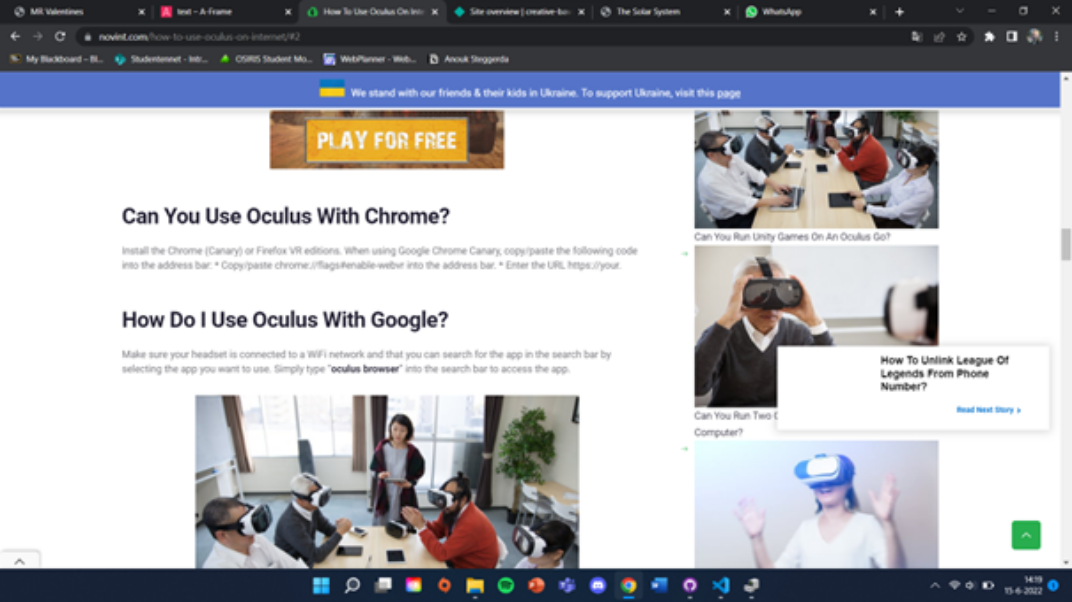 MR Valentines
text – A-Frame
How To Use Oculus On Int
Site overview | creative-bas
The Solar System
WhatsApp
novint.com/how-to-use-oculus-on-internet/#2
My Blackboard – Bl...
Studentennet - Intr...
OSIRIS Student Mo...
WebPlanner - Web...
Anouk Steggerda
We stand with our friends & their kids in Ukraine. To support Ukraine, visit this page
PLAY FOR FREE
Can You Use Oculus With Chrome?
Install the Chrome (Canary) or Firefox VR editions. When using Google Chrome Canary, copy/paste the following code
into the address bar: * Copy/paste chrome://flags#enable-webvr into the address bar. * Enter the URL https://your.
How Do I Use Oculus With Google?
Make sure your headset is connected to a WiFi network and that you can search for the app in the search bar by
selecting the app you want to use. Simply type “oculus browser” into the search bar to access the app.
Can You Run Unity Games On An Oculus Go?
Can You Run Two
Computer?
How To Unlink League Of
Legends From Phone
Number?
Read Next Story
14:19
15-6-2022